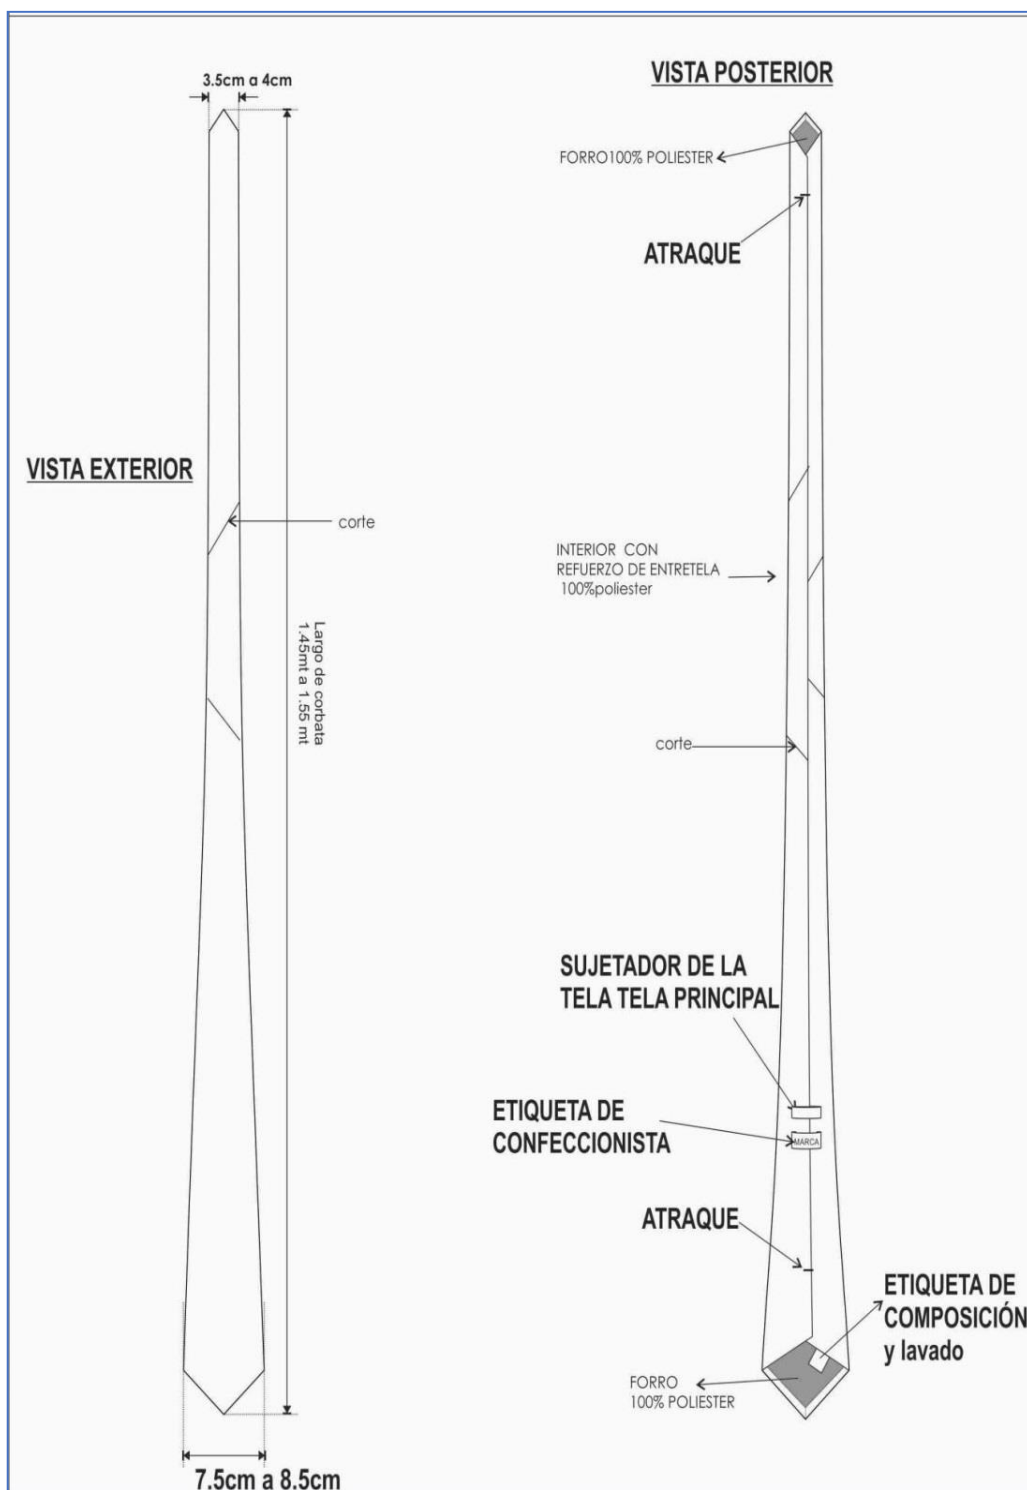 3.5cm a 4cm
VISTA EXTERIOR
corte
Largo de corbata
1.45mt a 1.55 mt
7.5cm a 8.5cm
VISTA POSTERIOR
FORRO100% POLIESTER
ATRAQUE
INTERIOR CON
REFUERZO DE ENTRETELA
100%poliester
corte
SUJETADOR DE LA
TELA TELA PRINCIPAL
ETIQUETA DE
CONFECCIONISTA
MARCA
ATRAQUE
ETIQUETA DE
COMPOSICIÓN
y lavado
FORRO
100% POLIESTER